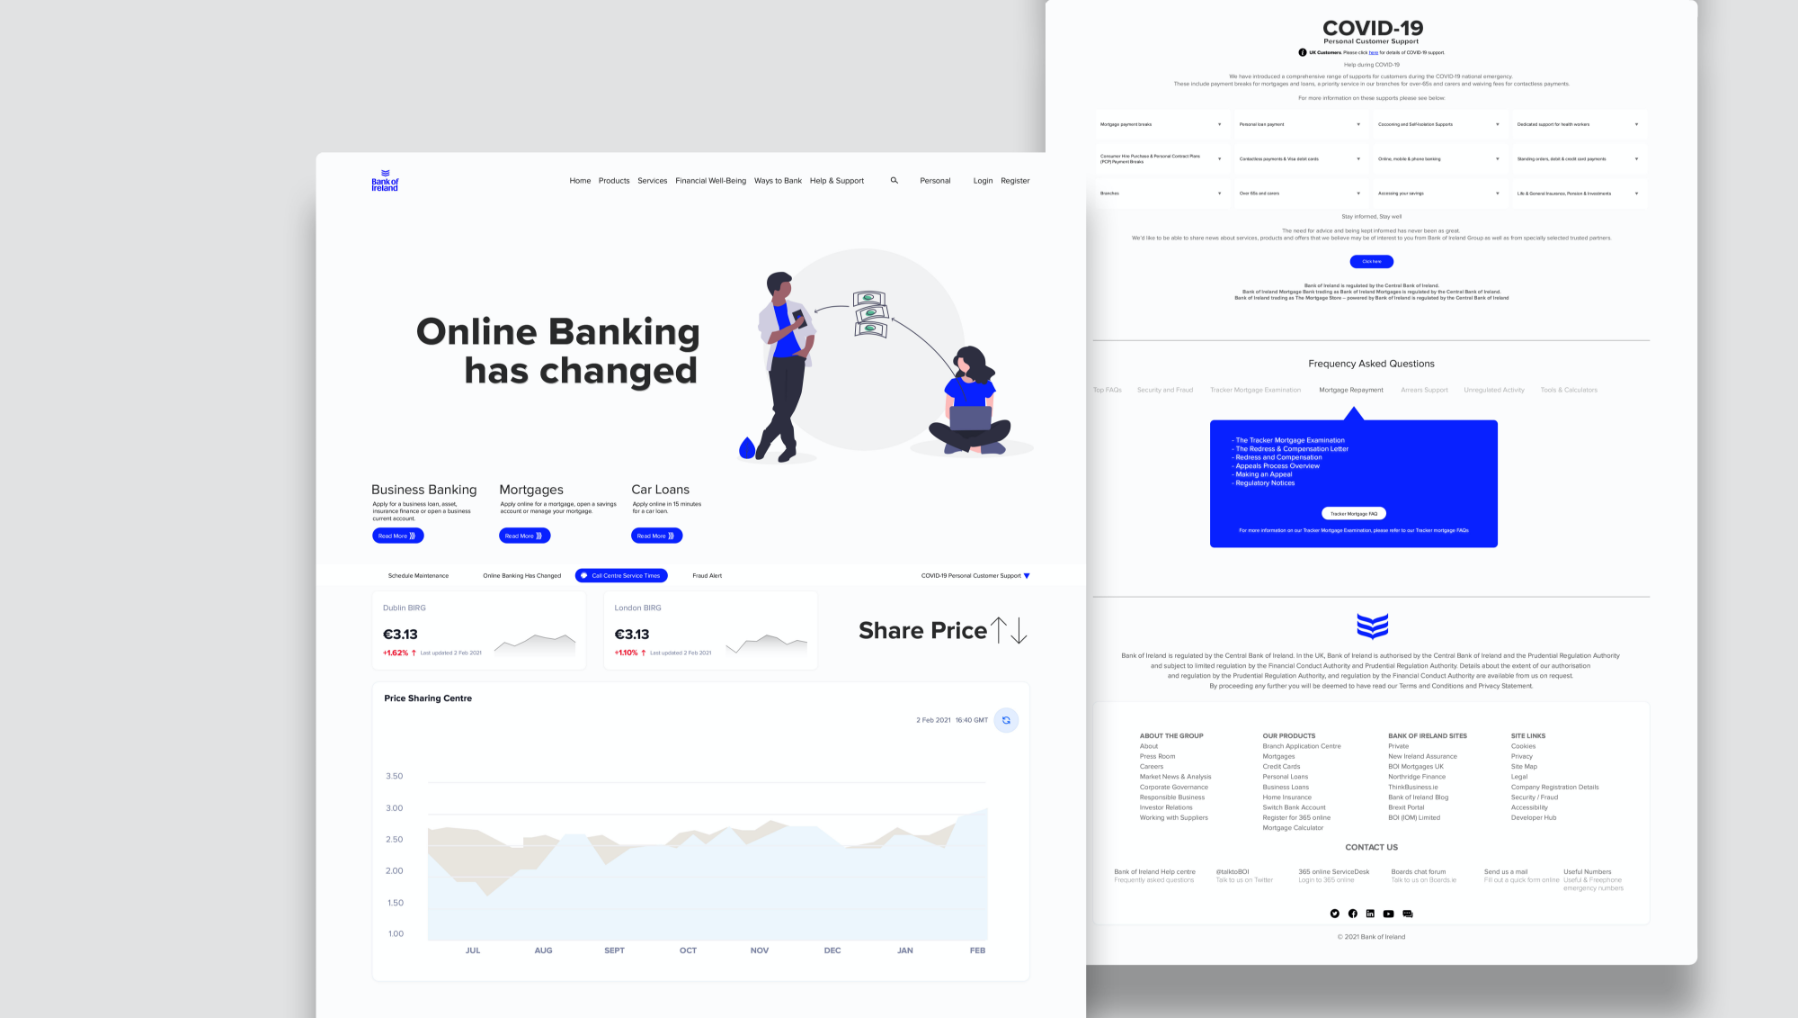 Bank of
Ireland
Home Products Services Financial Well-Being Ways to Bank Help & Support Personal Login Register
Online Banking
has changed
Business Banking
Apply for a business loan, asset,
insurance finance or open a business
current account.
Read More
Mortgages
Apply online for a mortgage, open a savings
account or manage your mortgage.
Read More
Car Loans
Apply online in 15 minutes
for a car loan.
Read More
Schedule Maintenance Online Banking Has Changed Call Centre Service Times Fraud Alert COVID-19 Personal Customer Support
Dublin BIRG
€3.13
+1.62% ↑ Last updated 2 Feb 2021
London BIRG
€3.13
+1.10% ↑ Last updated 2 Feb 2021
Share Price
Price Sharing Centre
2 Feb 2021 16:40 GMT
3.50
3.00
2.50
2.00
1.50
1.00
JUL AUG SEPT OCT NOV DEC JAN FEB
COVID-19
Personal Customer Support
UK Customers. Please click here for details of COVID-19 support.
Help during COVID-19
We have introduced a comprehensive range of supports for customers during the COVID-19 national emergency.
These include payment breaks for mortgages and loans, a priority service in our branches for over-65s and carers and waiving fees for contactless payments.
For more information on these supports please see below
Mortgage payment breaks
Personal loan payment
Cocooning and Self-Isolation Supports
Dedicated support for health workers
Consumer Hire Purchase & Personal Contract Plans
(PCP) Payment Breaks
Contactless payments & Visa debit cards
Online, mobile & phone banking
Standing orders, debit & credit card payments
Branches
Over 65s and carers
Accessing your savings
Life & General Insurance, Pension & Investments
Stay informed, Stay well
The need for advice and being kept informed has never been as great.
We'd like to be able to share news about services, products and offers that we believe may be of interest to you from Bank of Ireland Group as well as from specially selected trusted partners.
Click here
Bank of Ireland is regulated by the Central Bank of Ireland.
Bank of Ireland Mortgage Bank trading as Bank of Ireland Mortgages is regulated by the Central Bank of Ireland.
Bank of Ireland trading as The Mortgage Store – powered by Bank of Ireland is regulated by the Central Bank of Ireland
Frequency Asked Questions
Top FAQs Security and Fraud Tracker Mortgage Examination Mortgage Repayment Arrears Support Unregulated Activity Tools & Calculators
- The Tracker Mortgage Examination
- The Redress & Compensation Letter
- Redress and Compensation
- Appeals Process Overview
- Making an Appeal
- Regulatory Notices
Tracker Mortgage FAQ
For more information on our Tracker Mortgage Examination, please refer to our Tracker mortgage FAQs
Bank of Ireland is regulated by the Central Bank of Ireland. In the UK, Bank of Ireland is authorised by the Central Bank of Ireland and the Prudential Regulation Authority
and subject to limited regulation by the Financial Conduct Authority and Prudential Regulation Authority. Details about the extent of our authorisation
and regulation by the Prudential Regulation Authority, and regulation by the Financial Conduct Authority are available from us on request.
By proceeding any further you will be deemed to have read our Terms and Conditions and Privacy Statement.
ABOUT THE GROUP
About
Press Room
Careers
Market News & Analysis
Corporate Governance
Responsible Business
Investor Relations
Working with Suppliers
OUR PRODUCTS
Branch Application Centre
Mortgages
Credit Cards
Personal Loans
Business Loans
Home Insurance
Switch Bank Account
Register for 365 online
Mortgage Calculator
BANK OF IRELAND SITES
Private
New Ireland Assurance
BOI Mortgages UK
Northridge Finance
ThinkBusiness.ie
Bank of Ireland Blog
Brexit Portal
BOI (IOM) Limited
SITE LINKS
Cookies
Privacy
Site Map
Legal
Company Registration Details
Security / Fraud
Accessibility
Developer Hub
CONTACT US
Bank of Ireland Help centre
Frequently asked questions
@talktoBOI
Talk to us on Twitter
365 online ServiceDesk
Login to 365 online
Boards chat forum
Talk to us on Boards.ie
Send us a mail
Fill out a quick form online
Useful Numbers
Useful & Freephone
emergency numbers
© 2021 Bank of Ireland